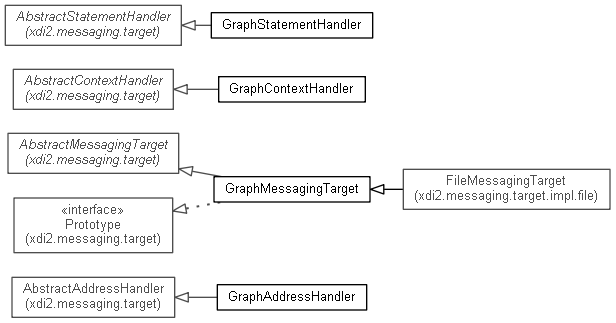 AbstractStatementHandler
(xdi2.messaging.target)
GraphStatementHandler
AbstractContextHandler
(xdi2.messaging.target)
GraphContextHandler
AbstractMessagingTarget
(xdi2.messaging.target)
GraphMessagingTarget
FileMessagingTarget
(xdi2.messaging.target.impl.file)
«interface»
Prototype
(xdi2.messaging.target)
AbstractAddressHandler
(xdi2.messaging.target)
GraphAddressHandler